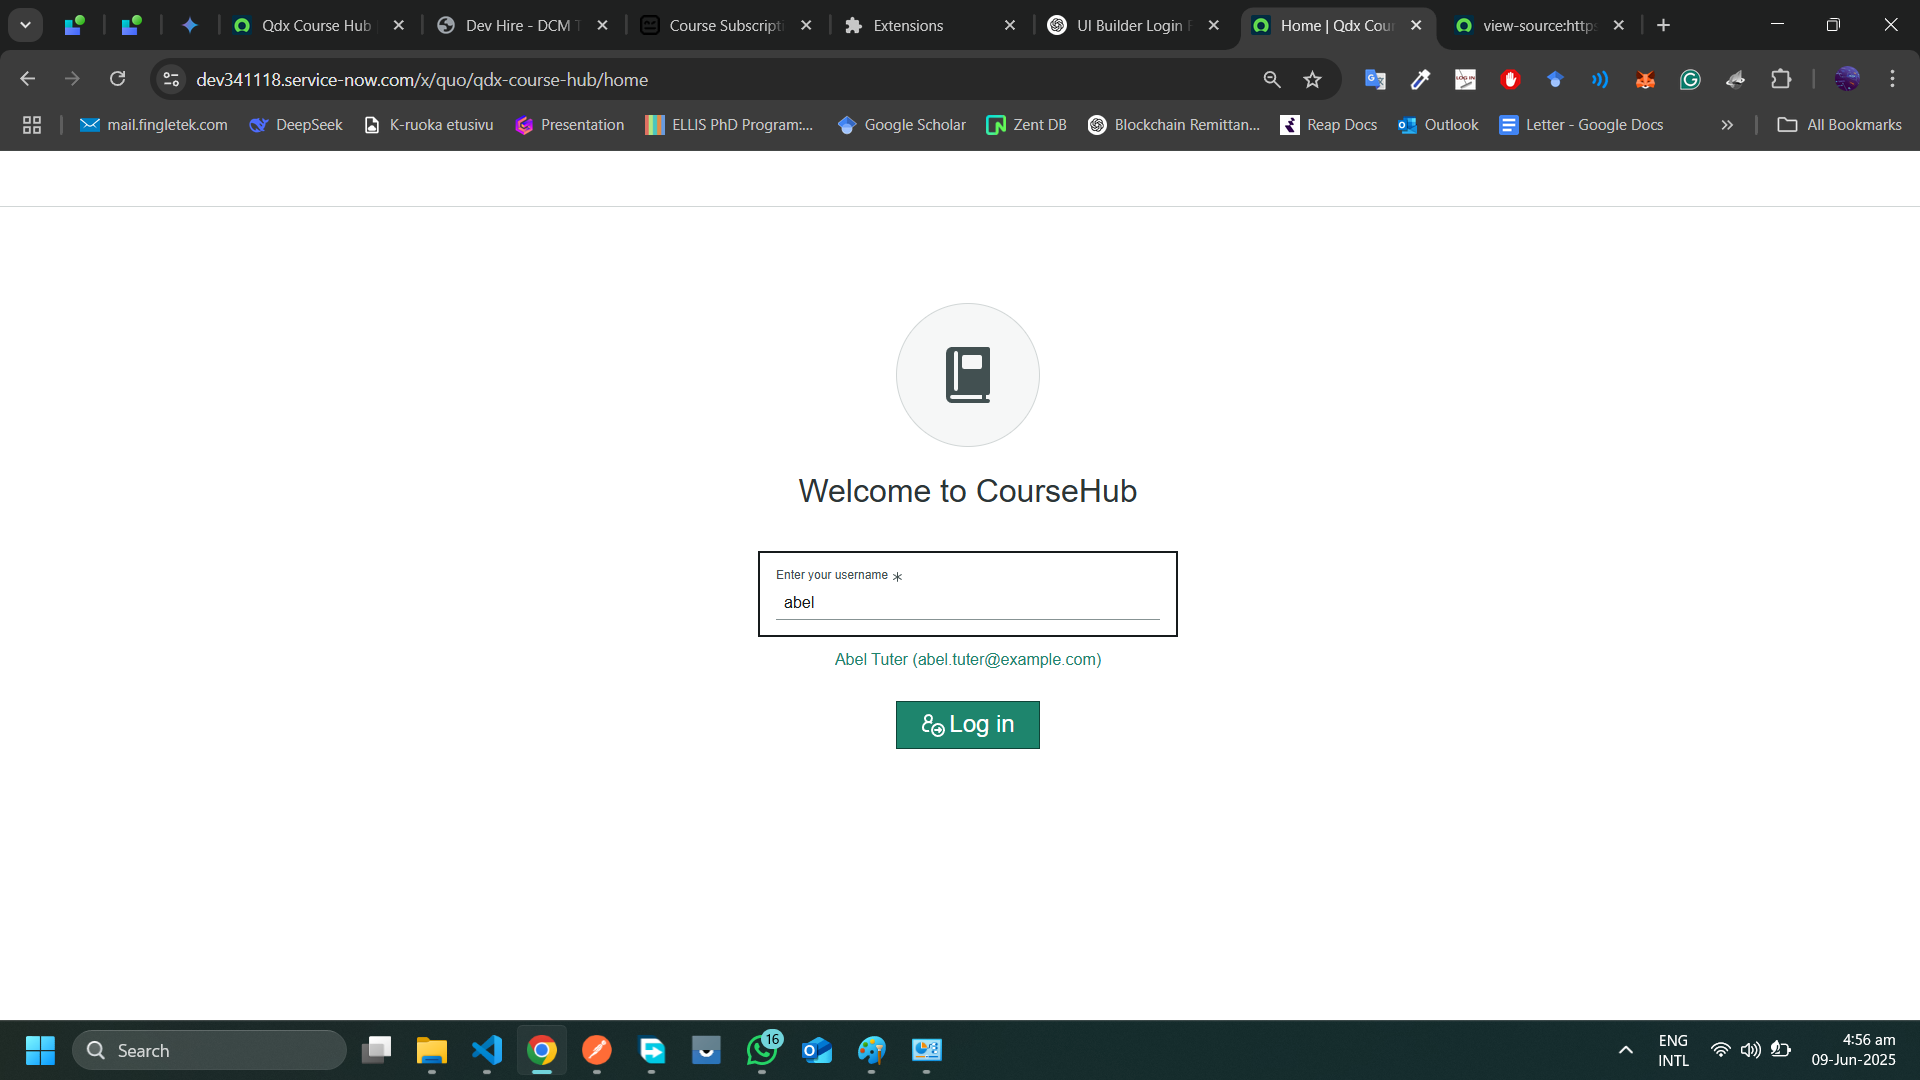 Qdx Course Hub
Dev Hire - DCM T
Course Subscripti
Extensions
UI Builder Login F
Home | Qdx Cour
view-source:https
dev341118.service-now.com/x/quo/qdx-course-hub/home
mail.fingletek.com
DeepSeek
K-ruoka etusivu
Presentation
ELLIS PhD Program:...
Google Scholar
Zent DB
Blockchain Remittan...
Reap Docs
Outlook
Letter - Google Docs
All Bookmarks
Welcome to CourseHub
Enter your username *
abel
Abel Tuter (abel.tuter@example.com)
Log in
Search
16
ENG
INTL
4:56 am
09-Jun-2025